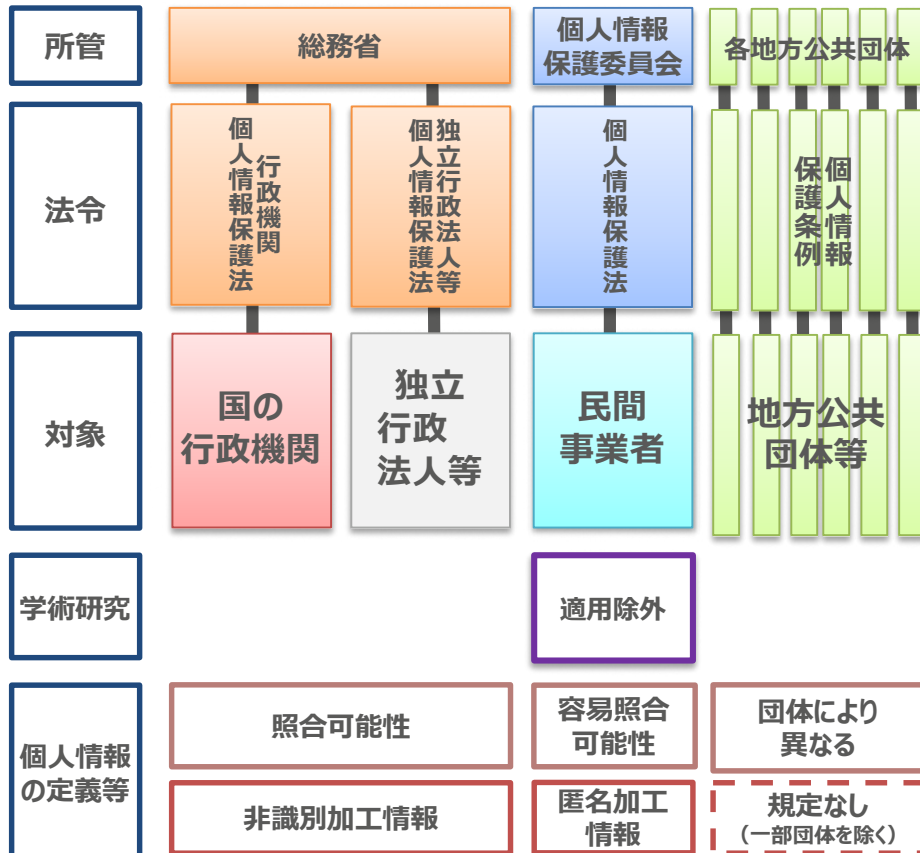 所管
総務省
個人情報
保護委員会
各地方公共団体
法令
行政機関
個人情報保護法
独立行政法人等
個人情報保護法
個人情報保護法
個人情報
保護条例
対象
国の
行政機関
独立
行政
法人等
民間
事業者
地方公共
団体等
学術研究
適用除外
個人情報
の定義等
照合可能性
容易照合
可能性
団体により
異なる
非識別加工情報
匿名加工
情報
規定なし
（一部団体を除く）